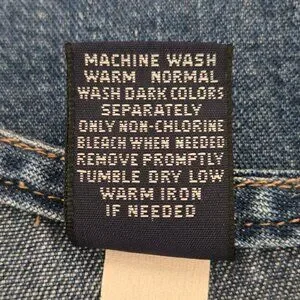 MACHINE WASH
WARM NORMAL
WASH DARK COLORS
SEPARATELY
ONLY NON-CHLORINE
BLEACH WHEN NEEDED
REMOVE PROMPTLY
TUMBLE DRY LOW
WARM IRON
IF NEEDED